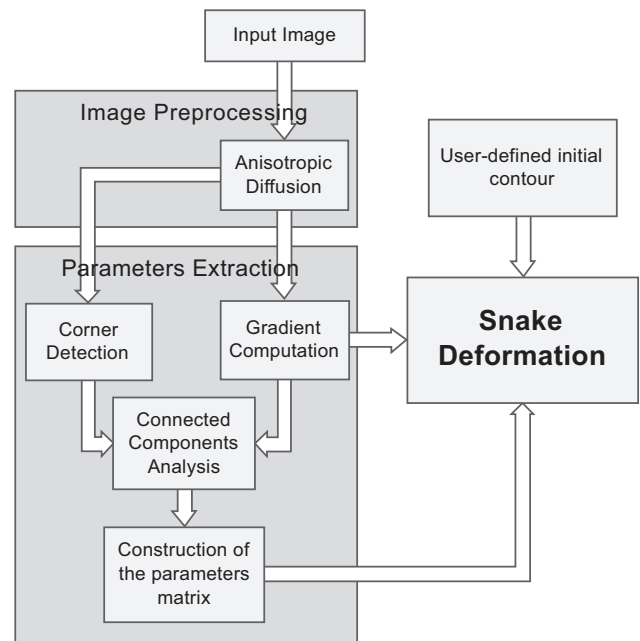 Input Image
Image Preprocessing
Anisotropic
Diffusion
User-defined initial
contour
Parameters Extraction
Corner
Detection
Gradient
Computation
Snake
Deformation
Connected
Components
Analysis
Construction of
the parameters
matrix